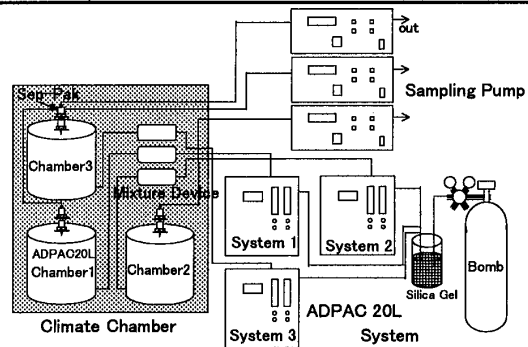 out
Sampling Pump
Sep-Pak
Chamber3
Mixture Device
ADPAC20L
Chamber1
Chamber2
Climate Chamber
System 1
System 2
System 3
ADPAC 20L
System
Silica Gel
Bomb